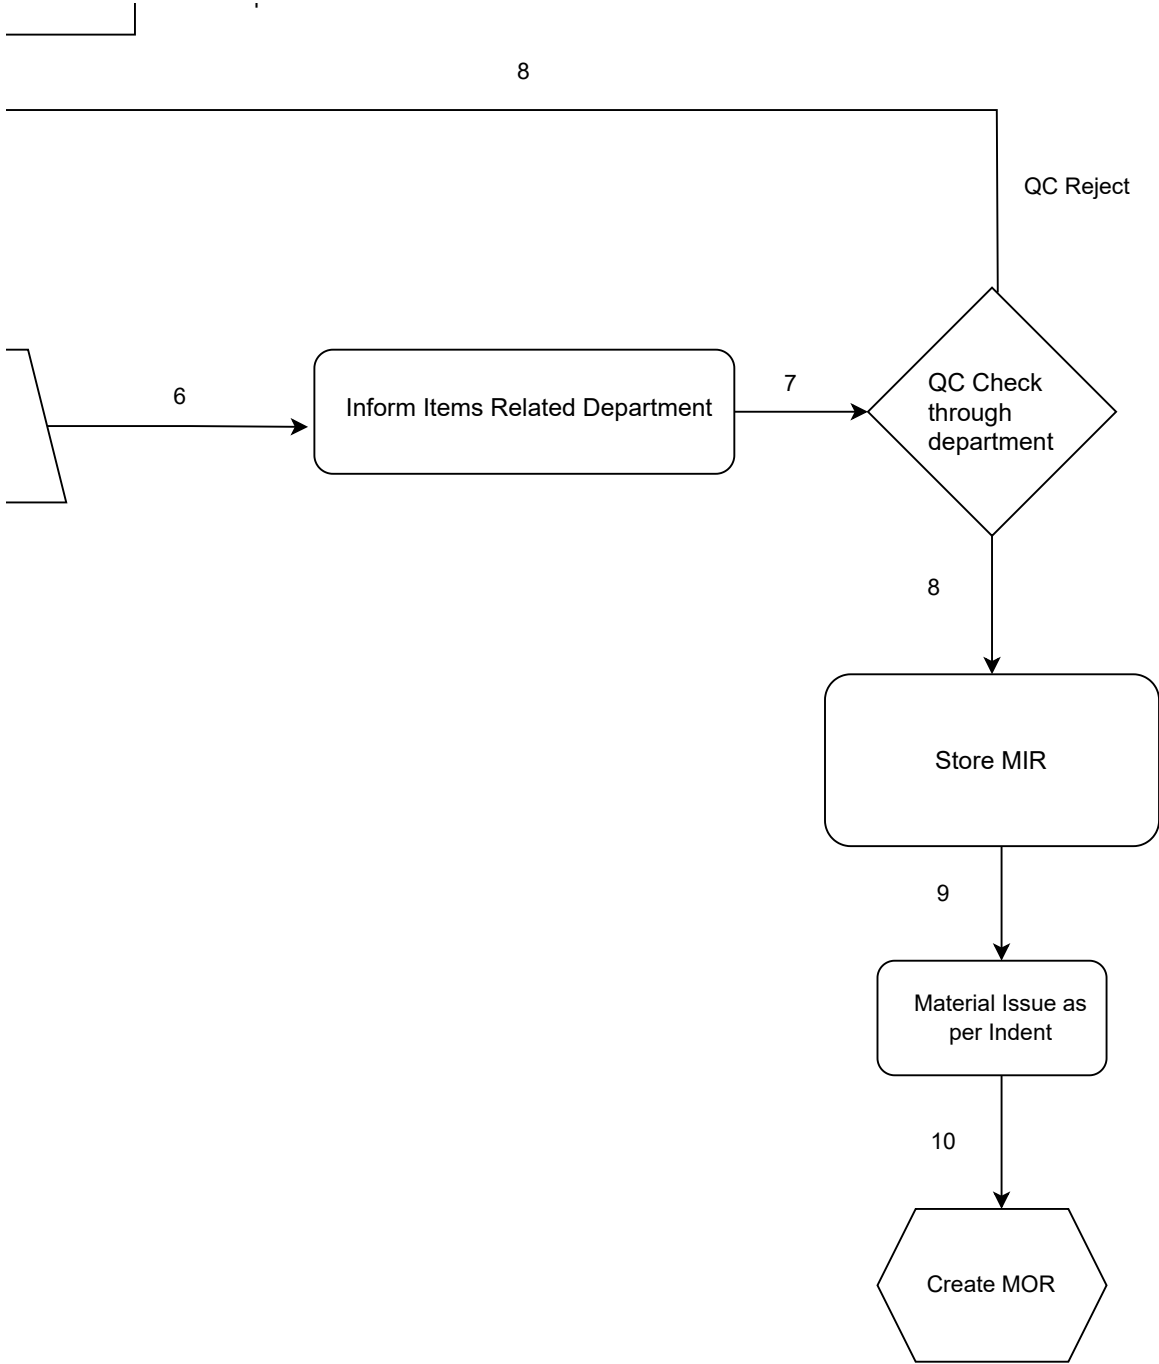 8
QC Reject
6
Inform Items Related Department
7
QC Check
through
department
8
Store MIR
9
Material Issue as
per Indent
10
Create MOR